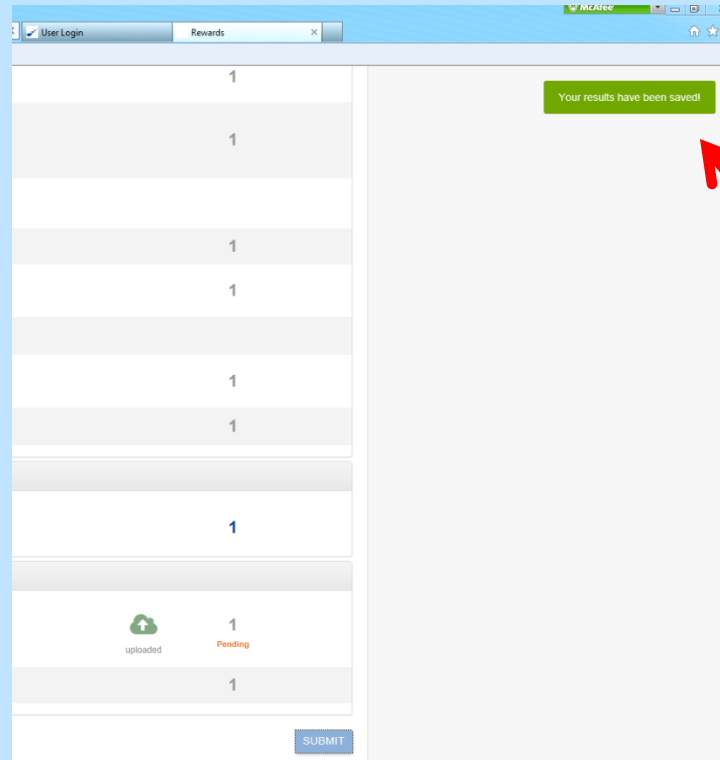 McAfee
User Login
Rewards
1
Your results have been saved!
1
1
1
1
1
1
1
uploaded
Pending
1
SUBMIT